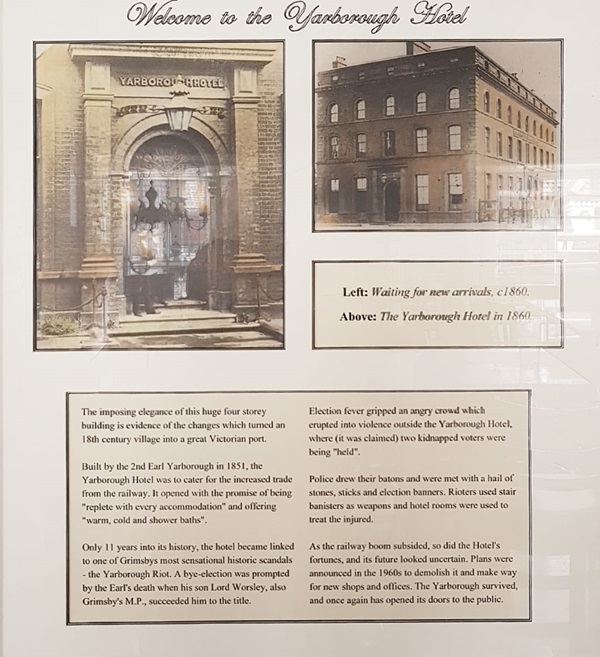 Welcome to the Yarborough Hotel
YARBOROUGH HOTEL
Left: Waiting for new arrivals, c1860.
Above: The Yarborough Hotel in 1860
The imposing elegance of this huge four storey
building is evidence of the changes which turned an
18th century village into a great Victorian port.
Built by the 2nd Earl Yarborough in 1851, the
Yarborough Hotel was to cater for the increased trade
from the railway. It opened with the promise of being
"replete with every accommodation" and offering
"warm, cold and shower baths".
Only 11 years into its history, the hotel became linked
to one of Grimsbys most sensational historic scandals
- the Yarborough Riot. A bye-election was prompted
by the Earl's death when his son Lord Worsley, also
Grimsby's M.P., succeeded him to the title.
Election fever gripped an angry crowd which
erupted into violence outside the Yarborough Hotel,
where (it was claimed) two kidnapped voters were
being "held".
Police drew their batons and were met with a hail of
stones, sticks and election banners. Rioters used stair
banisters as weapons and hotel rooms were used to
treat the injured.
As the railway boom subsided, so did the Hotel's
fortunes, and its future looked uncertain. Plans were
announced in the 1960s to demolish it and make way
for new shops and offices. The Yarborough survived,
and once again has opened its doors to the public.